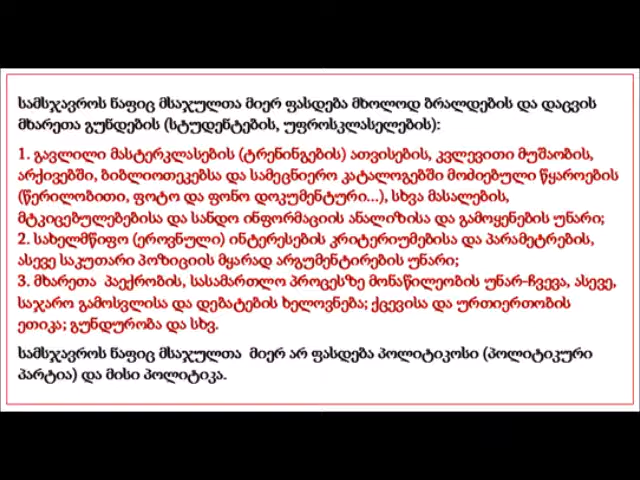 სამსჯავროს ნაფიც მსაჯულთა მიერ ფასდება მხოლოდ ბრალდების და დაცვის
მხარეთა გუნდების (სტუდენტების, უფროსკლასელების):
1. გავლილი მასტერკლასების (ტრენინგების) ათვისების, კვლევითი მუშაობის,
არქივებში, ბიბლიოთეკებსა და სამეცნიერო კატალოგებში მოძიებული წყაროების
(წერილობითი, ფოტო და ფონო დოკუმენტური...), სხვა მასალების,
მტკიცებულებებისა და სანდო ინფორმაციის ანალიზისა და გამოყენების უნარი;
2. სახელმწიფო (ეროვნული) ინტერესების კრიტერიუმებისა და პარამეტრების,
ასევე საკუთარი პოზიციის მყარად არგუმენტირების უნარი;
3. მხარეთა პაექრობის, სასამართლო პროცესზე მონაწილეობის უნარ-ჩვევა, ასევე,
საჯარო გამოსვლისა და დებატების ხელოვნება; ქცევისა და ურთიერთობის
ეთიკა; გუნდურობა და სხვ.
სამსჯავროს ნაფიც მსაჯულთა მიერ არ ფასდება პოლიტიკოსი (პოლიტიკური
პარტია) და მისი პოლიტიკა.